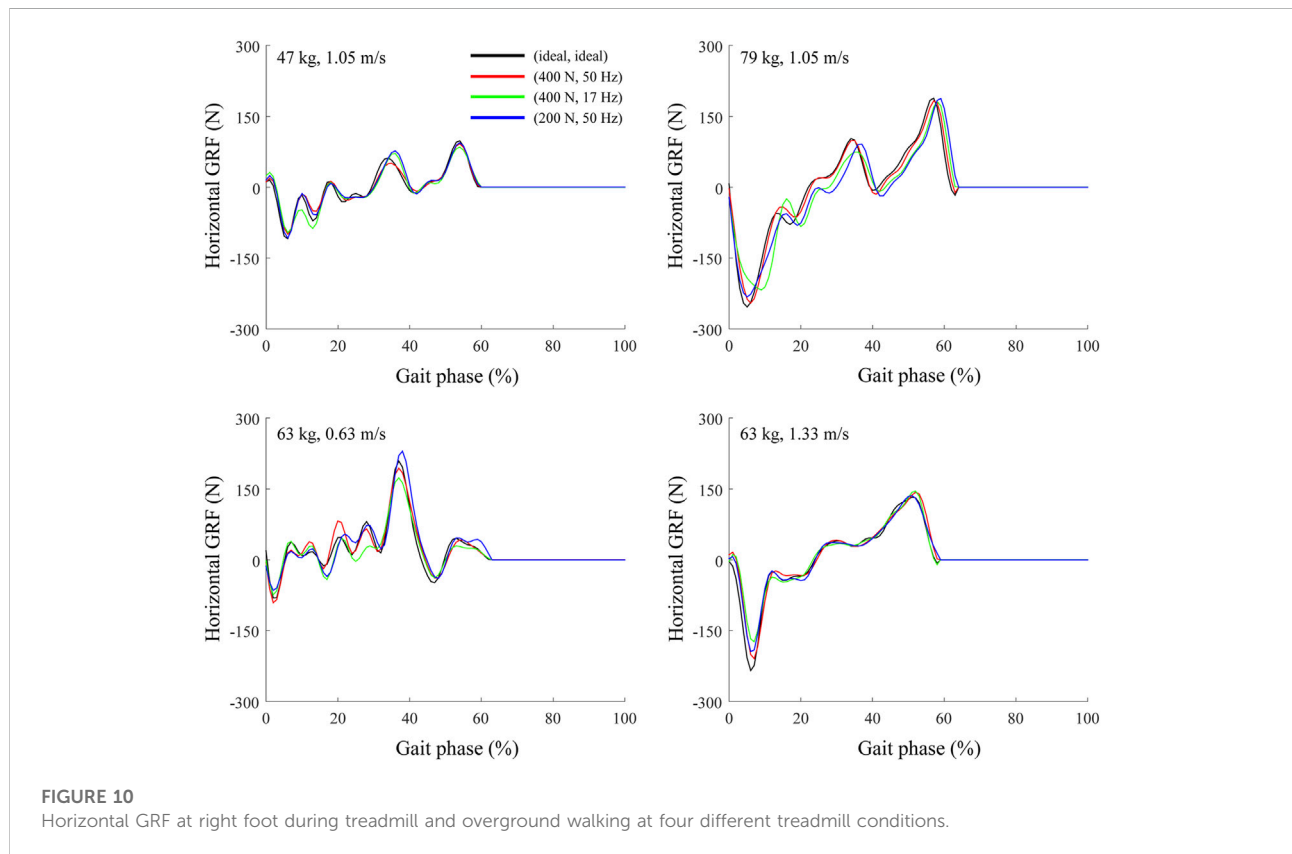 47 kg, 1.05 m/s
(ideal, ideal)
(400 N, 50 Hz)
(400 N, 17 Hz)
(200 N, 50 Hz)
300
150
0
-150
-300
Horizontal GRF (N)
0 20 40 60 80 100
Gait phase (%)
79 kg, 1.05 m/s
300
150
0
-150
-300
Horizontal GRF (N)
0 20 40 60 80 100
Gait phase (%)
63 kg, 0.63 m/s
300
150
0
-150
-300
Horizontal GRF (N)
0 20 40 60 80 100
Gait phase (%)
63 kg, 1.33 m/s
300
150
0
-150
-300
Horizontal GRF (N)
0 20 40 60 80 100
Gait phase (%)
FIGURE 10
Horizontal GRF at right foot during treadmill and overground walking at four different treadmill conditions.